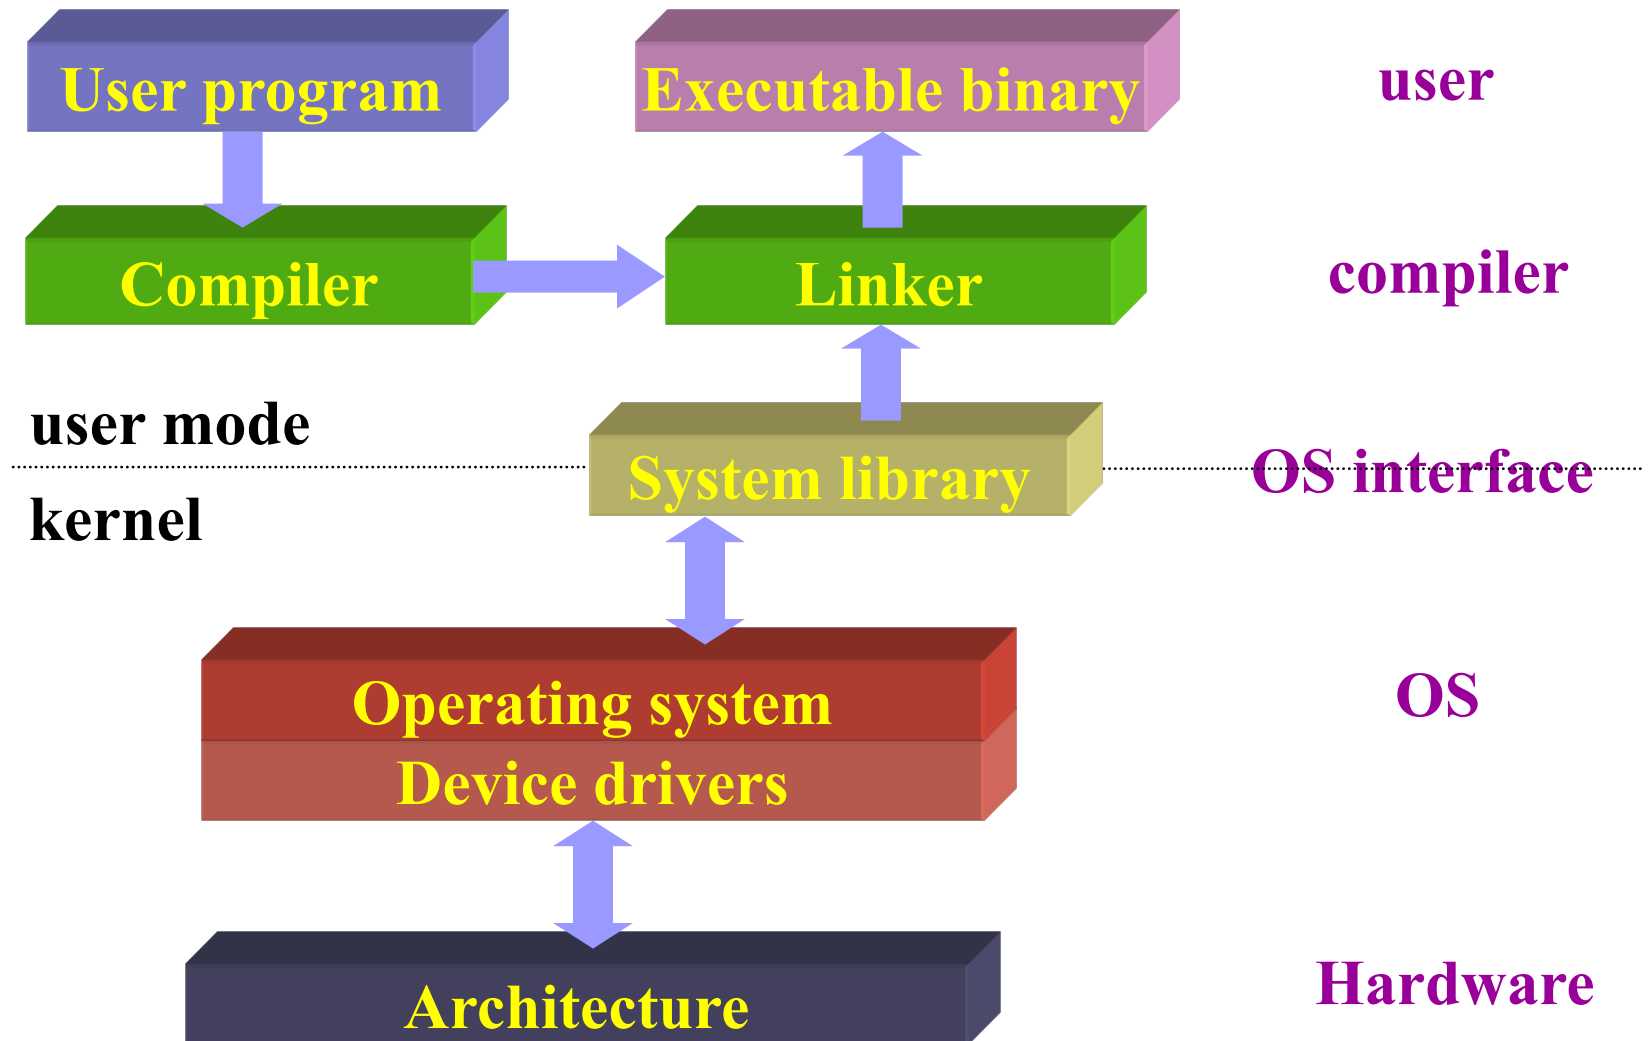 User program
Executable binary
user
Compiler
Linker
compiler
user mode
System library
OS interface
kernel
Operating system
OS
Device drivers
Architecture
Hardware